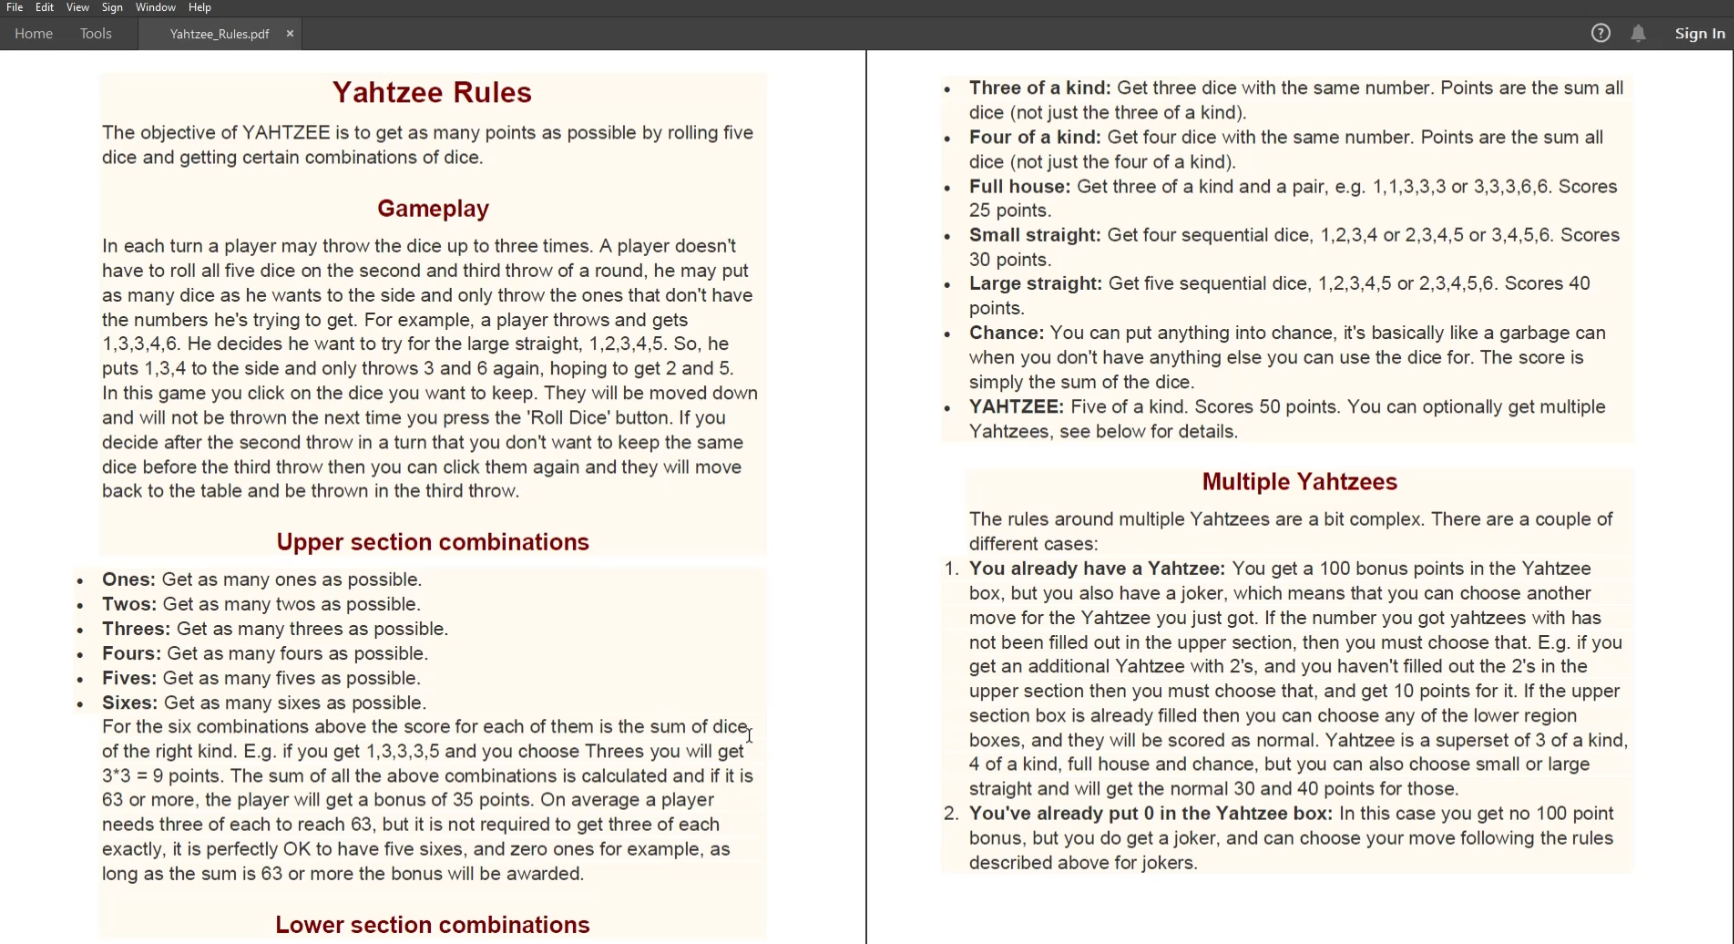 File Edit View Sign Window Help
Home Tools Yahtzee_Rules.pdf × ? Sign In
Yahtzee Rules
The objective of YAHTZEE is to get as many points as possible by rolling five
dice and getting certain combinations of dice.
Gameplay
In each turn a player may throw the dice up to three times. A player doesn't
have to roll all five dice on the second and third throw of a round, he may put
as many dice as he wants to the side and only throw the ones that don't have
the numbers he's trying to get. For example, a player throws and gets
1,3,3,4,6. He decides he want to try for the large straight, 1,2,3,4,5. So, he
puts 1,3,4 to the side and only throws 3 and 6 again, hoping to get 2 and 5.
In this game you click on the dice you want to keep. They will be moved down
and will not be thrown the next time you press the 'Roll Dice' button. If you
decide after the second throw in a turn that you don't want to keep the same
dice before the third throw then you can click them again and they will move
back to the table and be thrown in the third throw.
Upper section combinations
• Ones: Get as many ones as possible.
• Twos: Get as many twos as possible.
• Threes: Get as many threes as possible.
• Fours: Get as many fours as possible.
• Fives: Get as many fives as possible.
• Sixes: Get as many sixes as possible.
For the six combinations above the score for each of them is the sum of dice
of the right kind. E.g. if you get 1,3,3,3,5 and you choose Threes you will get
3*3 = 9 points. The sum of all the above combinations is calculated and if it is
63 or more, the player will get a bonus of 35 points. On average a player
needs three of each to reach 63, but it is not required to get three of each
exactly, it is perfectly OK to have five sixes, and zero ones for example, as
long as the sum is 63 or more the bonus will be awarded.
Lower section combinations
• Three of a kind: Get three dice with the same number. Points are the sum all
dice (not just the three of a kind).
• Four of a kind: Get four dice with the same number. Points are the sum all
dice (not just the four of a kind).
• Full house: Get three of a kind and a pair, e.g. 1,1,3,3,3 or 3,3,3,6,6. Scores
25 points.
• Small straight: Get four sequential dice, 1,2,3,4 or 2,3,4,5 or 3,4,5,6. Scores
30 points.
• Large straight: Get five sequential dice, 1,2,3,4,5 or 2,3,4,5,6. Scores 40
points.
• Chance: You can put anything into chance, it's basically like a garbage can
when you don't have anything else you can use the dice for. The score is
simply the sum of the dice.
• YAHTZEE: Five of a kind. Scores 50 points. You can optionally get multiple
Yahtzees, see below for details.
Multiple Yahtzees
The rules around multiple Yahtzees are a bit complex. There are a couple of
different cases:
1. You already have a Yahtzee: You get a 100 bonus points in the Yahtzee
box, but you also have a joker, which means that you can choose another
move for the Yahtzee you just got. If the number you got yahtzees with has
not been filled out in the upper section, then you must choose that. E.g. if you
get an additional Yahtzee with 2's, and you haven't filled out the 2's in the
upper section then you must choose that, and get 10 points for it. If the upper
section box is already filled then you can choose any of the lower region
boxes, and they will be scored as normal. Yahtzee is a superset of 3 of a kind,
4 of a kind, full house and chance, but you can also choose small or large
straight and will get the normal 30 and 40 points for those.
2. You've already put 0 in the Yahtzee box: In this case you get no 100 point
bonus, but you do get a joker, and can choose your move following the rules
described above for jokers.